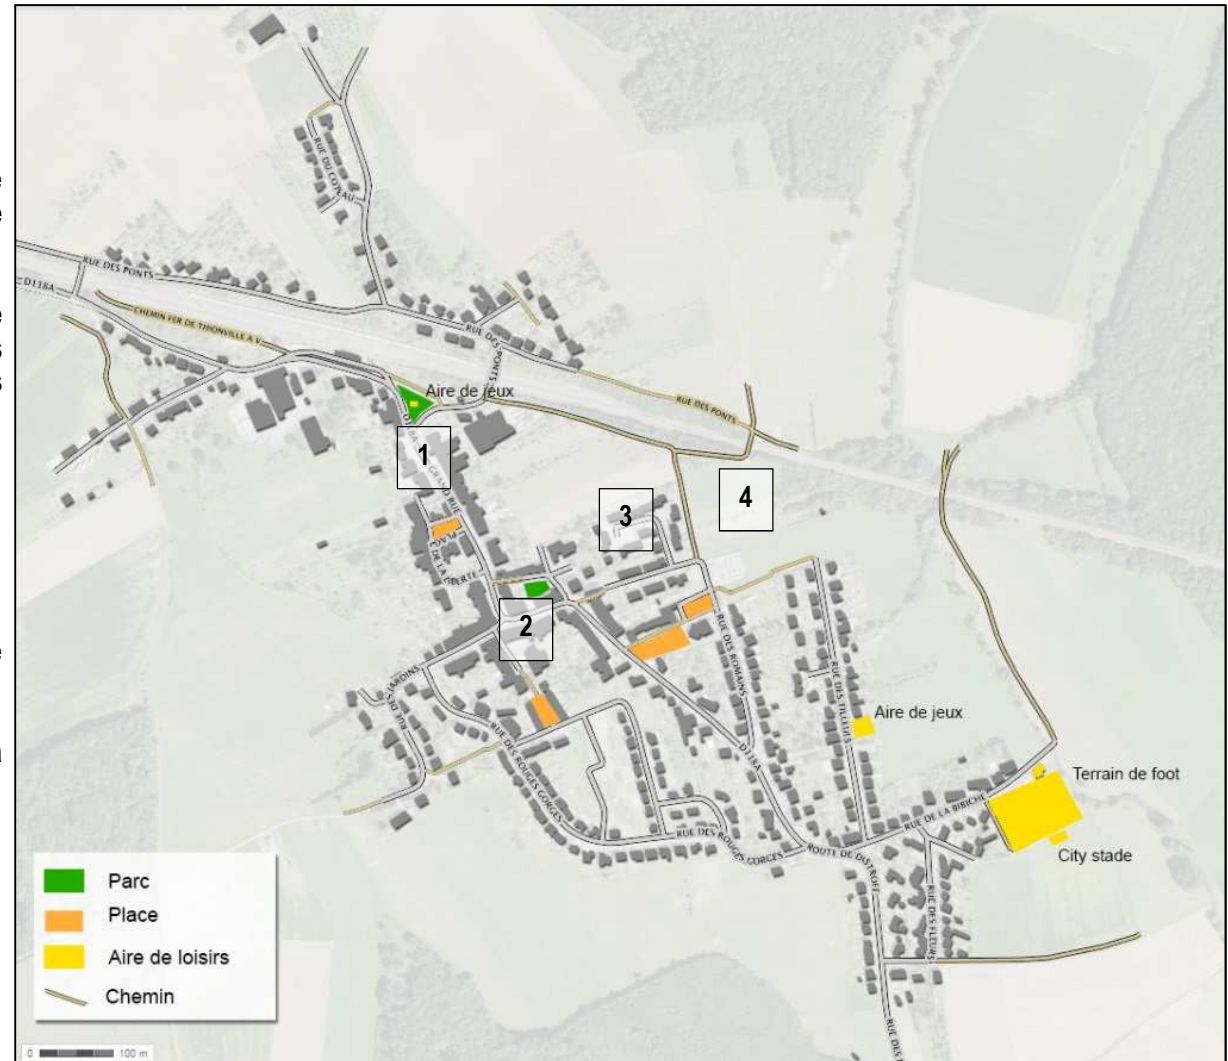 RUE DU COTEAU
RUE DES PONTS
D118A
CHEMIN FER DE THIONVILLE A V
RUE DES PONTS
PONTS
Aire de jeux
RUE DES PONTS
GRAND RUE
1
3
4
PLACE
DE LA LIBERTE
2
RUE DES JARDINS
RUE DES ROMAINS
RUE DES TILLEULS
Aire de jeux
D118A
RUE DES ROUGES GORGES
Terrain de foot
RUE DE LA BIBICHE
RUE DES ROUGES GORGES
ROUTE DE DISTROFF
City stade
RUE DES FLEURS
Parc
Place
Aire de loisirs
Chemin
RUE DES
0 100 m